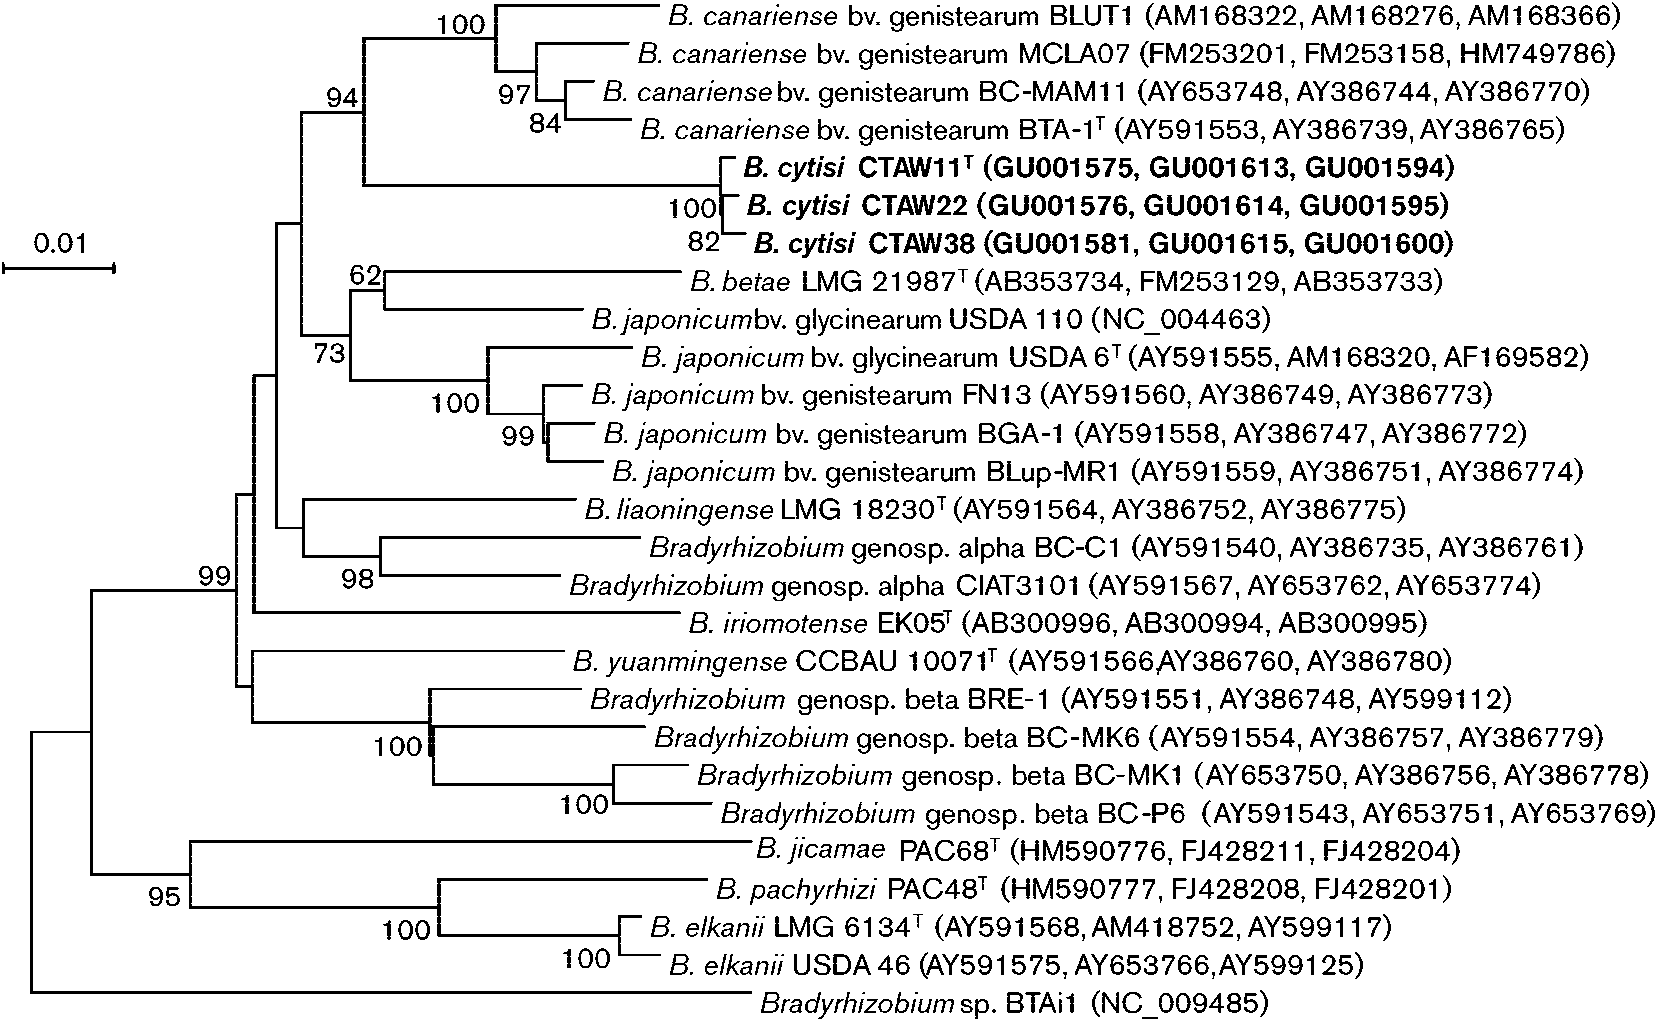 B. canariense bv. genistearum BLUT1 (AM168322, AM168276, AM168366)
100
B. canariense bv. genistearum MCLA07 (FM253201, FM253158, HM749786)
B. canariense bv. genistearum BC-MAM11 (AY653748, AY386744, AY386770)
97
94
84
B. canariense bv. genistearum BTA-1T (AY591553, AY386739, AY386765)
B. cytisi CTAW11T (GU001575, GU001613, GU001594)
100
B. cytisi CTAW22 (GU001576, GU001614, GU001595)
82
B. cytisi CTAW38 (GU001581, GU001615, GU001600)
0.01
62
B. betae LMG 21987T (AB353734, FM253129, AB353733)
B. japonicum bv. glycinearum USDA 110 (NC_004463)
73
B. japonicum bv. glycinearum USDA 6T (AY591555, AM168320, AF169582)
B. japonicum bv. genistearum FN13 (AY591560, AY386749, AY386773)
100
99
B. japonicum bv. genistearum BGA-1 (AY591558, AY386747, AY386772)
B. japonicum bv. genistearum BLup-MR1 (AY591559, AY386751, AY386774)
B. liaoningense LMG 18230T (AY591564, AY386752, AY386775)
Bradyrhizobium genosp. alpha BC-C1 (AY591540, AY386735, AY386761)
99
98
Bradyrhizobium genosp. alpha CIAT3101 (AY591567, AY653762, AY653774)
B. iriomotense EK05T (AB300996, AB300994, AB300995)
B. yuanmingense CCBAU 10071T (AY591566,AY386760, AY386780)
Bradyrhizobium genosp. beta BRE-1 (AY591551, AY386748, AY599112)
100
Bradyrhizobium genosp. beta BC-MK6 (AY591554, AY386757, AY386779)
Bradyrhizobium genosp. beta BC-MK1 (AY653750, AY386756, AY386778)
100
Bradyrhizobium genosp. beta BC-P6 (AY591543, AY653751, AY653769)
B. jicamae PAC68T (HM590776, FJ428211, FJ428204)
95
B. pachyrhizi PAC48T (HM590777, FJ428208, FJ428201)
100
B. elkanii LMG 6134T (AY591568, AM418752, AY599117)
100
B. elkanii USDA 46 (AY591575, AY653766,AY599125)
Bradyrhizobium sp. BTAi1 (NC_009485)